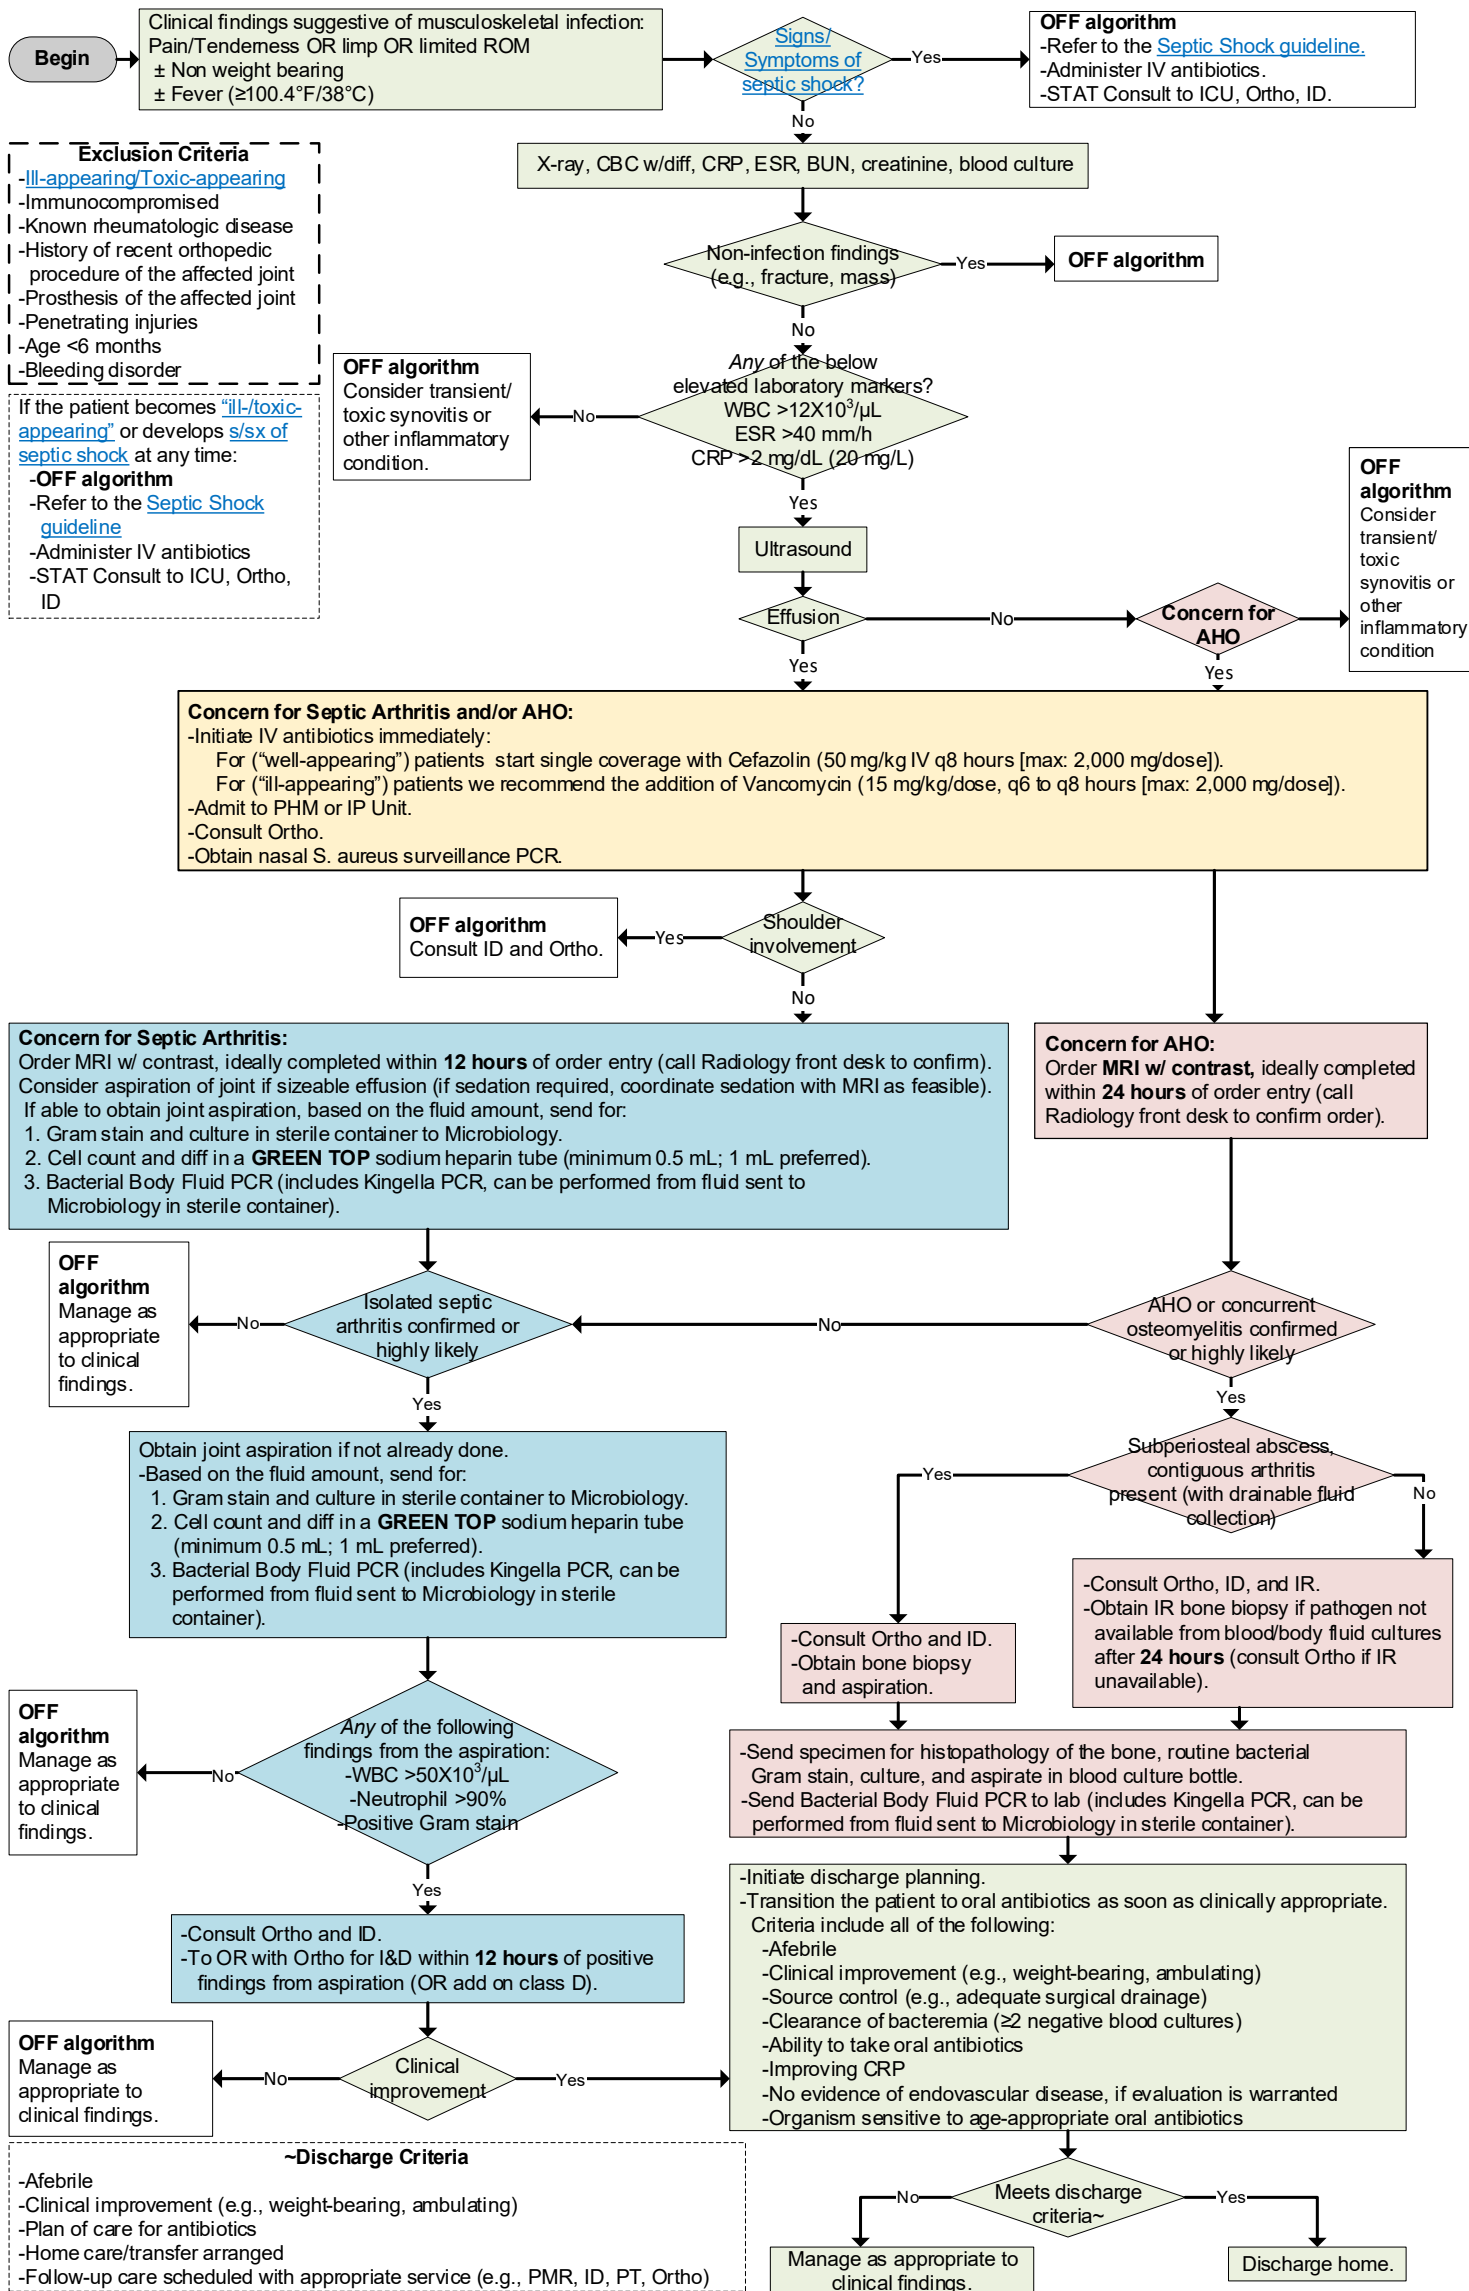 Begin
Clinical findings suggestive of musculoskeletal infection:
Pain/Tenderness OR limp OR limited ROM
± Non weight bearing
± Fever (≥100.4°F/38°C)
Signs/
Symptoms of
septic shock?
Yes
OFF algorithm
-Refer to the Septic Shock guideline.
-Administer IV antibiotics.
-STAT Consult to ICU, Ortho, ID.
No
Exclusion Criteria
-Ill-appearing/Toxic-appearing
-Immunocompromised
-Known rheumatologic disease
-History of recent orthopedic
procedure of the affected joint
-Prosthesis of the affected joint
-Penetrating injuries
-Age <6 months
-Bleeding disorder
X-ray, CBC w/diff, CRP, ESR, BUN, creatinine, blood culture
Non-infection findings
(e.g., fracture, mass)
Yes
OFF algorithm
No
If the patient becomes “ill-/toxic-
appearing” or develops s/sx of
septic shock at any time:
-OFF algorithm
-Refer to the Septic Shock
guideline
-Administer IV antibiotics
-STAT Consult to ICU, Ortho,
ID
OFF algorithm
Consider transient/
toxic synovitis or
other inflammatory
condition.
No
Any of the below
elevated laboratory markers?
WBC >12X10³/µL
ESR >40 mm/h
CRP >2 mg/dL (20 mg/L)
Yes
Ultrasound
Effusion
No
Concern for
AHO
OFF
algorithm
Consider
transient/
toxic
synovitis or
other
inflammatory
condition
Yes
Yes
Concern for Septic Arthritis and/or AHO:
-Initiate IV antibiotics immediately:
For (“well-appearing”) patients start single coverage with Cefazolin (50 mg/kg IV q8 hours [max: 2,000 mg/dose]).
For (“ill-appearing”) patients we recommend the addition of Vancomycin (15 mg/kg/dose, q6 to q8 hours [max: 2,000 mg/dose]).
-Admit to PHM or IP Unit.
-Consult Ortho.
-Obtain nasal S. aureus surveillance PCR.
OFF algorithm
Consult ID and Ortho.
Yes
Shoulder
involvement
No
Concern for Septic Arthritis:
Order MRI w/ contrast, ideally completed within 12 hours of order entry (call Radiology front desk to confirm).
Consider aspiration of joint if sizeable effusion (if sedation required, coordinate sedation with MRI as feasible).
If able to obtain joint aspiration, based on the fluid amount, send for:
1. Gram stain and culture in sterile container to Microbiology.
2. Cell count and diff in a GREEN TOP sodium heparin tube (minimum 0.5 mL; 1 mL preferred).
3. Bacterial Body Fluid PCR (includes Kingella PCR, can be performed from fluid sent to
Microbiology in sterile container).
Concern for AHO:
Order MRI w/ contrast, ideally completed
within 24 hours of order entry (call
Radiology front desk to confirm order).
OFF
algorithm
Manage as
appropriate
to clinical
findings.
No
Isolated septic
arthritis confirmed or
highly likely
No
AHO or concurrent
osteomyelitis confirmed
or highly likely
Yes
Yes
Obtain joint aspiration if not already done.
-Based on the fluid amount, send for:
1. Gram stain and culture in sterile container to Microbiology.
2. Cell count and diff in a GREEN TOP sodium heparin tube
(minimum 0.5 mL; 1 mL preferred).
3. Bacterial Body Fluid PCR (includes Kingella PCR, can be
performed from fluid sent to Microbiology in sterile
container).
Yes
Subperiosteal abscess,
contiguous arthritis
present (with drainable fluid
collection)
No
-Consult Ortho and ID.
-Obtain bone biopsy
and aspiration.
-Consult Ortho, ID, and IR.
-Obtain IR bone biopsy if pathogen not
available from blood/body fluid cultures
after 24 hours (consult Ortho if IR
unavailable).
OFF
algorithm
Manage as
appropriate
to clinical
findings.
No
Any of the following
findings from the aspiration:
-WBC >50X10³/µL
-Neutrophil >90%
-Positive Gram stain
Yes
-Send specimen for histopathology of the bone, routine bacterial
Gram stain, culture, and aspirate in blood culture bottle.
-Send Bacterial Body Fluid PCR to lab (includes Kingella PCR, can be
performed from fluid sent to Microbiology in sterile container).
-Consult Ortho and ID.
-To OR with Ortho for I&D within 12 hours of positive
findings from aspiration (OR add on class D).
-Initiate discharge planning.
-Transition the patient to oral antibiotics as soon as clinically appropriate.
Criteria include all of the following:
-Afebrile
-Clinical improvement (e.g., weight-bearing, ambulating)
-Source control (e.g., adequate surgical drainage)
-Clearance of bacteremia (≥2 negative blood cultures)
-Ability to take oral antibiotics
-Improving CRP
-No evidence of endovascular disease, if evaluation is warranted
-Organism sensitive to age-appropriate oral antibiotics
OFF algorithm
Manage as
appropriate to
clinical findings.
No
Clinical
improvement
Yes
~Discharge Criteria
-Afebrile
-Clinical improvement (e.g., weight-bearing, ambulating)
-Plan of care for antibiotics
-Home care/transfer arranged
-Follow-up care scheduled with appropriate service (e.g., PMR, ID, PT, Ortho)
No
Meets discharge
criteria~
Yes
Manage as appropriate to
clinical findings.
Discharge home.